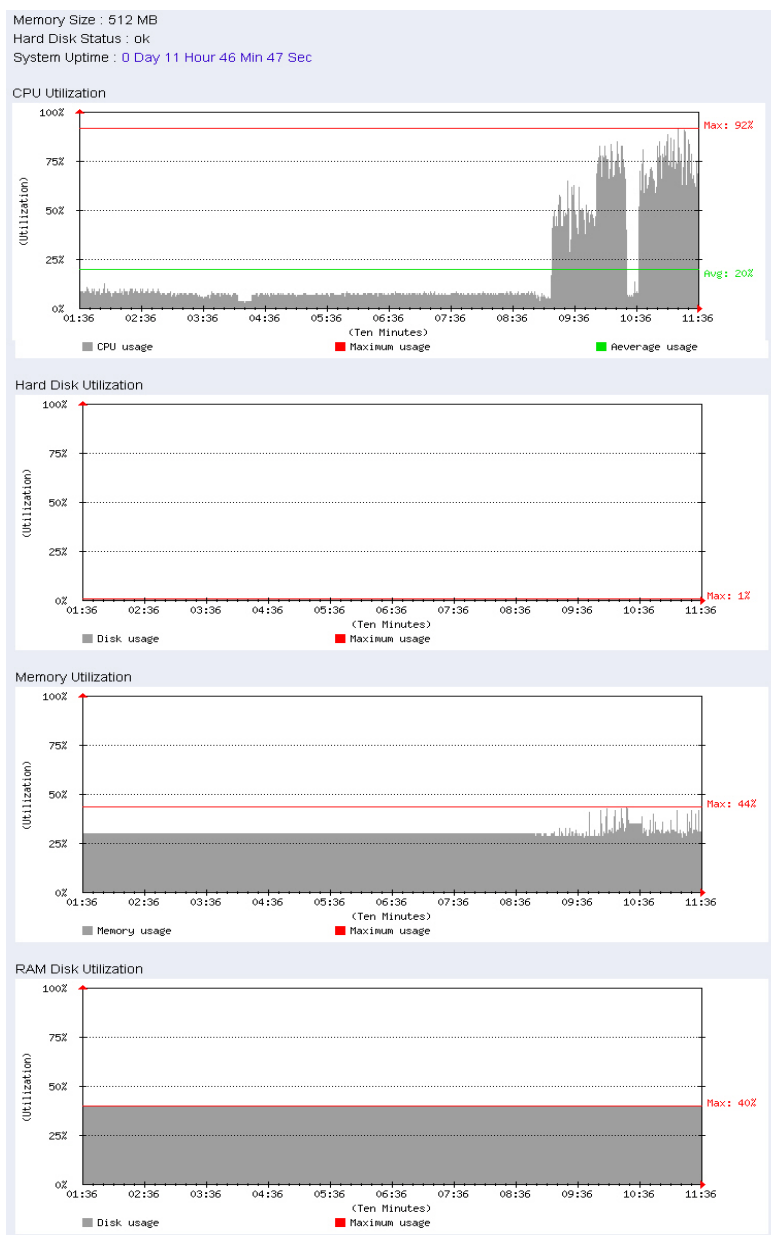 Memory Size : 512 MB
Hard Disk Status : ok
System Uptime : 0 Day 11 Hour 46 Min 47 Sec
CPU Utilization
100%
Max: 92%
75%
(Utilization)
50%
25%
Avg: 20%
0%
01:36 02:36 03:36 04:36 05:36 06:36 07:36 08:36 09:36 10:36 11:36
(Ten Minutes)
CPU usage Maximum usage Aeverage usage
Hard Disk Utilization
100%
75%
(Utilization)
50%
25%
Max: 1%
0%
01:36 02:36 03:36 04:36 05:36 06:36 07:36 08:36 09:36 10:36 11:36
(Ten Minutes)
Disk usage Maximum usage
Memory Utilization
100%
75%
(Utilization)
50%
Max: 44%
25%
0%
01:36 02:36 03:36 04:36 05:36 06:36 07:36 08:36 09:36 10:36 11:36
(Ten Minutes)
Memory usage Maximum usage
RAM Disk Utilization
100%
75%
(Utilization)
50%
Max: 40%
25%
0%
01:36 02:36 03:36 04:36 05:36 06:36 07:36 08:36 09:36 10:36 11:36
(Ten Minutes)
Disk usage Maximum usage